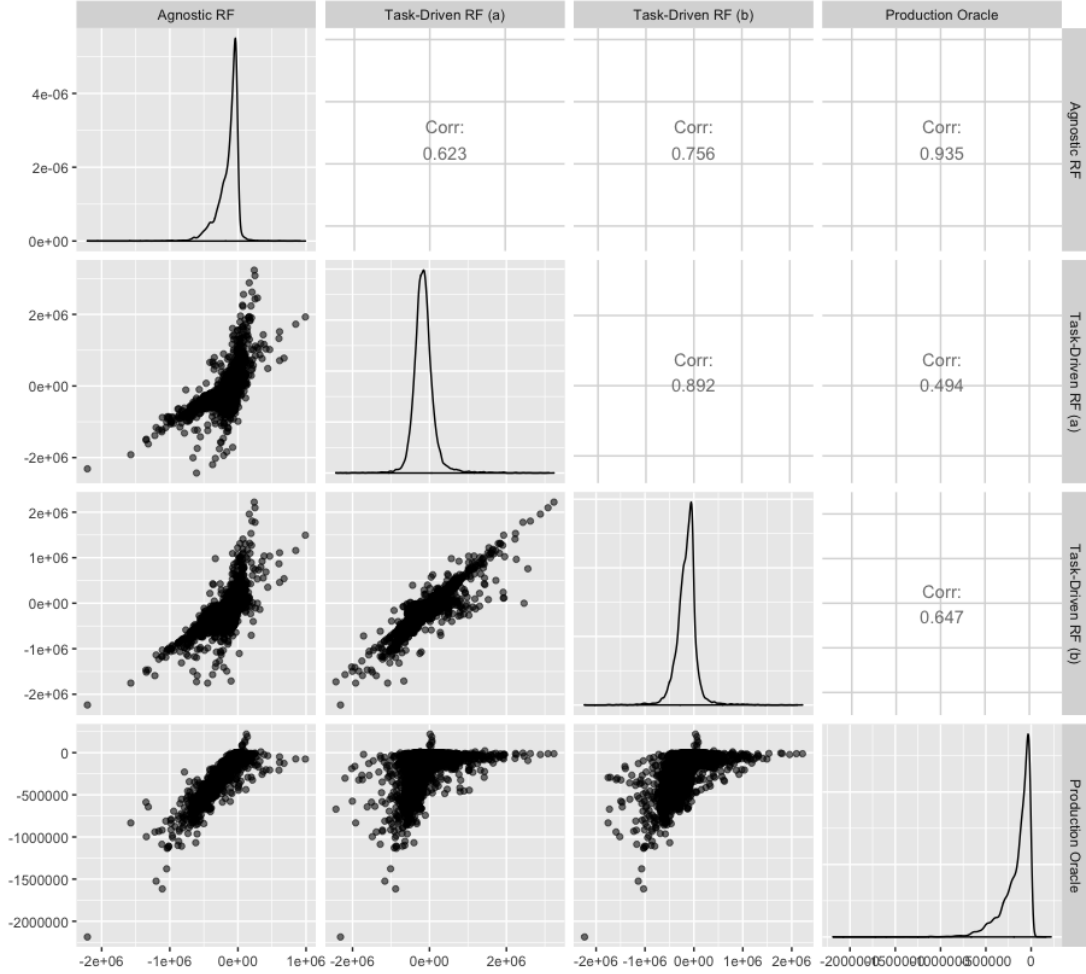 Agnostic RF
Task-Driven RF (a)
Task-Driven RF (b)
Production Oracle
4e-06
2e-06
0e+00
Corr:
0.623
Corr:
0.756
Corr:
0.935
Agnostic RF
2e+06
0e+00
-2e+06
Corr:
0.892
Corr:
0.494
Task-Driven RF (a)
2e+06
1e+06
0e+00
-1e+06
-2e+06
Corr:
0.647
Task-Driven RF (b)
0
-500000
-1000000
-1500000
-2000000
Production Oracle
-2e+06
-1e+06
0e+00
1e+06
-2e+06
0e+00
2e+06
-2e+06
-1e+06
0e+00
1e+06
2e+06
-2000000
-1500000
-1000000
-500000
0